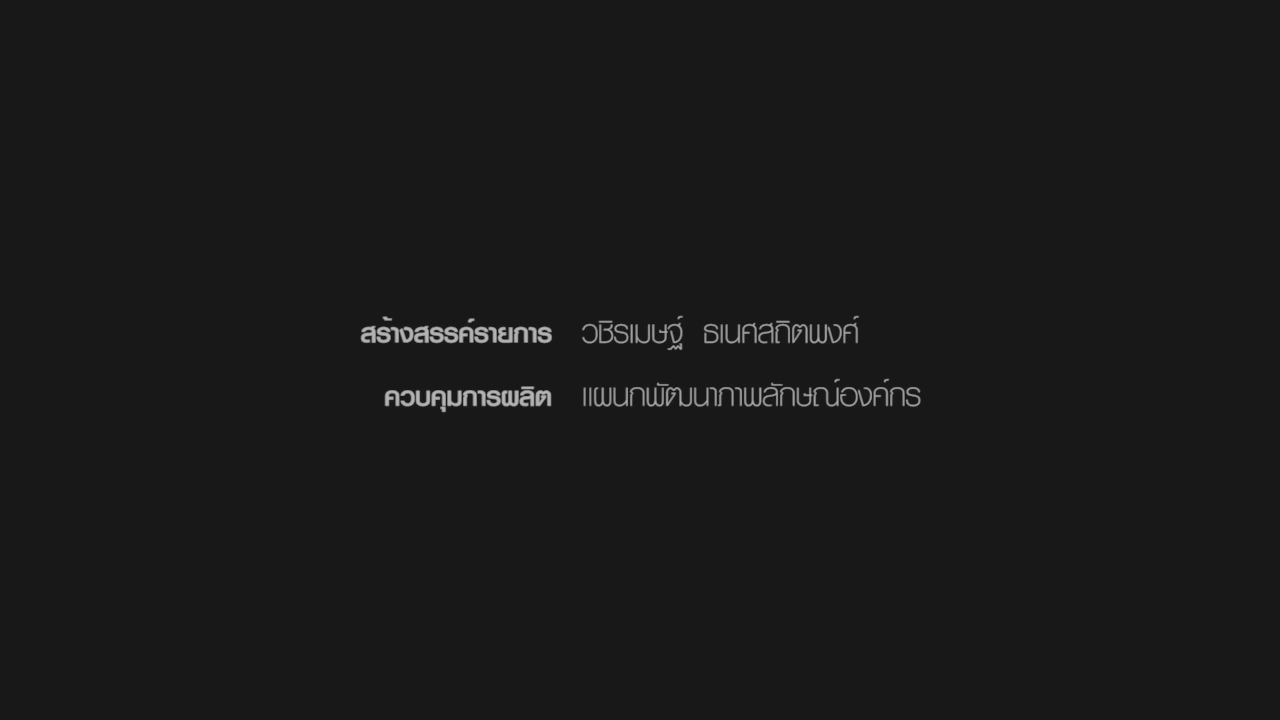 สร้างสรรค์รายการ วชิรเมษฐ์ ธเนศสถิตพงศ์
ควบคุมการผลิต แผนกพัฒนาภาพลักษณ์องค์กร